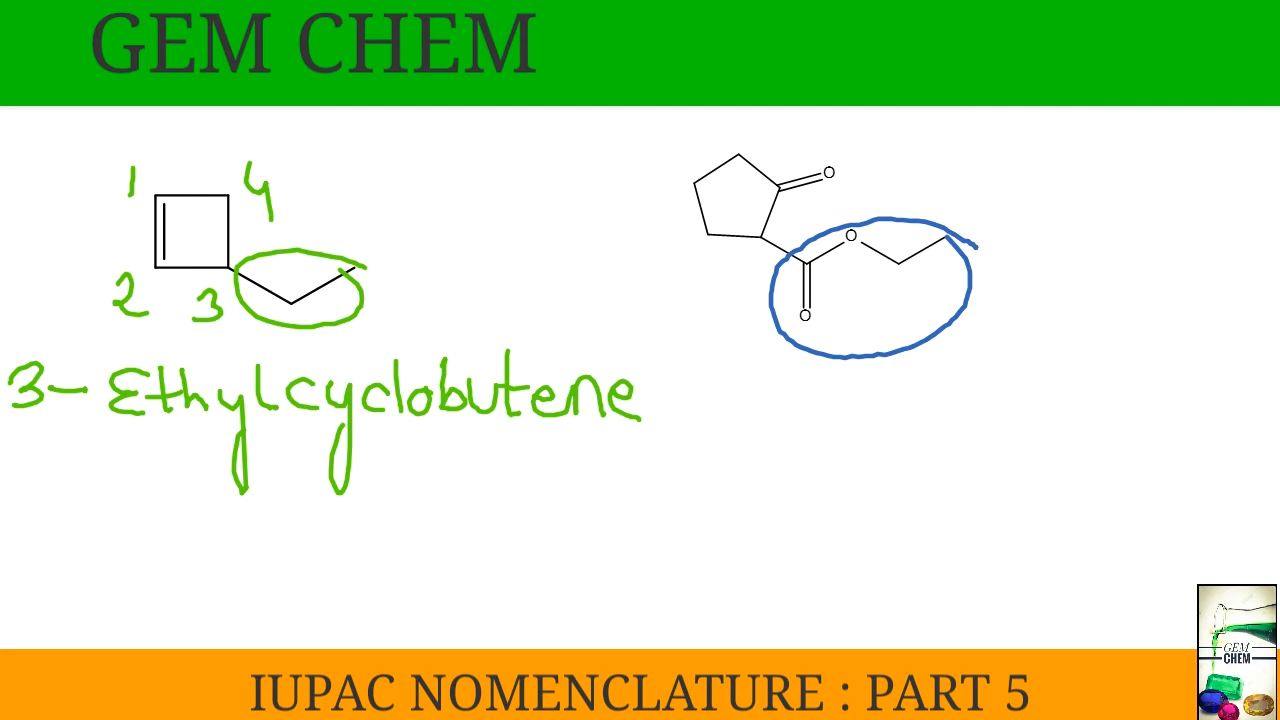 GEM CHEM
1
4
2
3
3- Ethylcyclobutene
O
O
O
GEM
CHEM
IUPAC NOMENCLATURE : PART 5